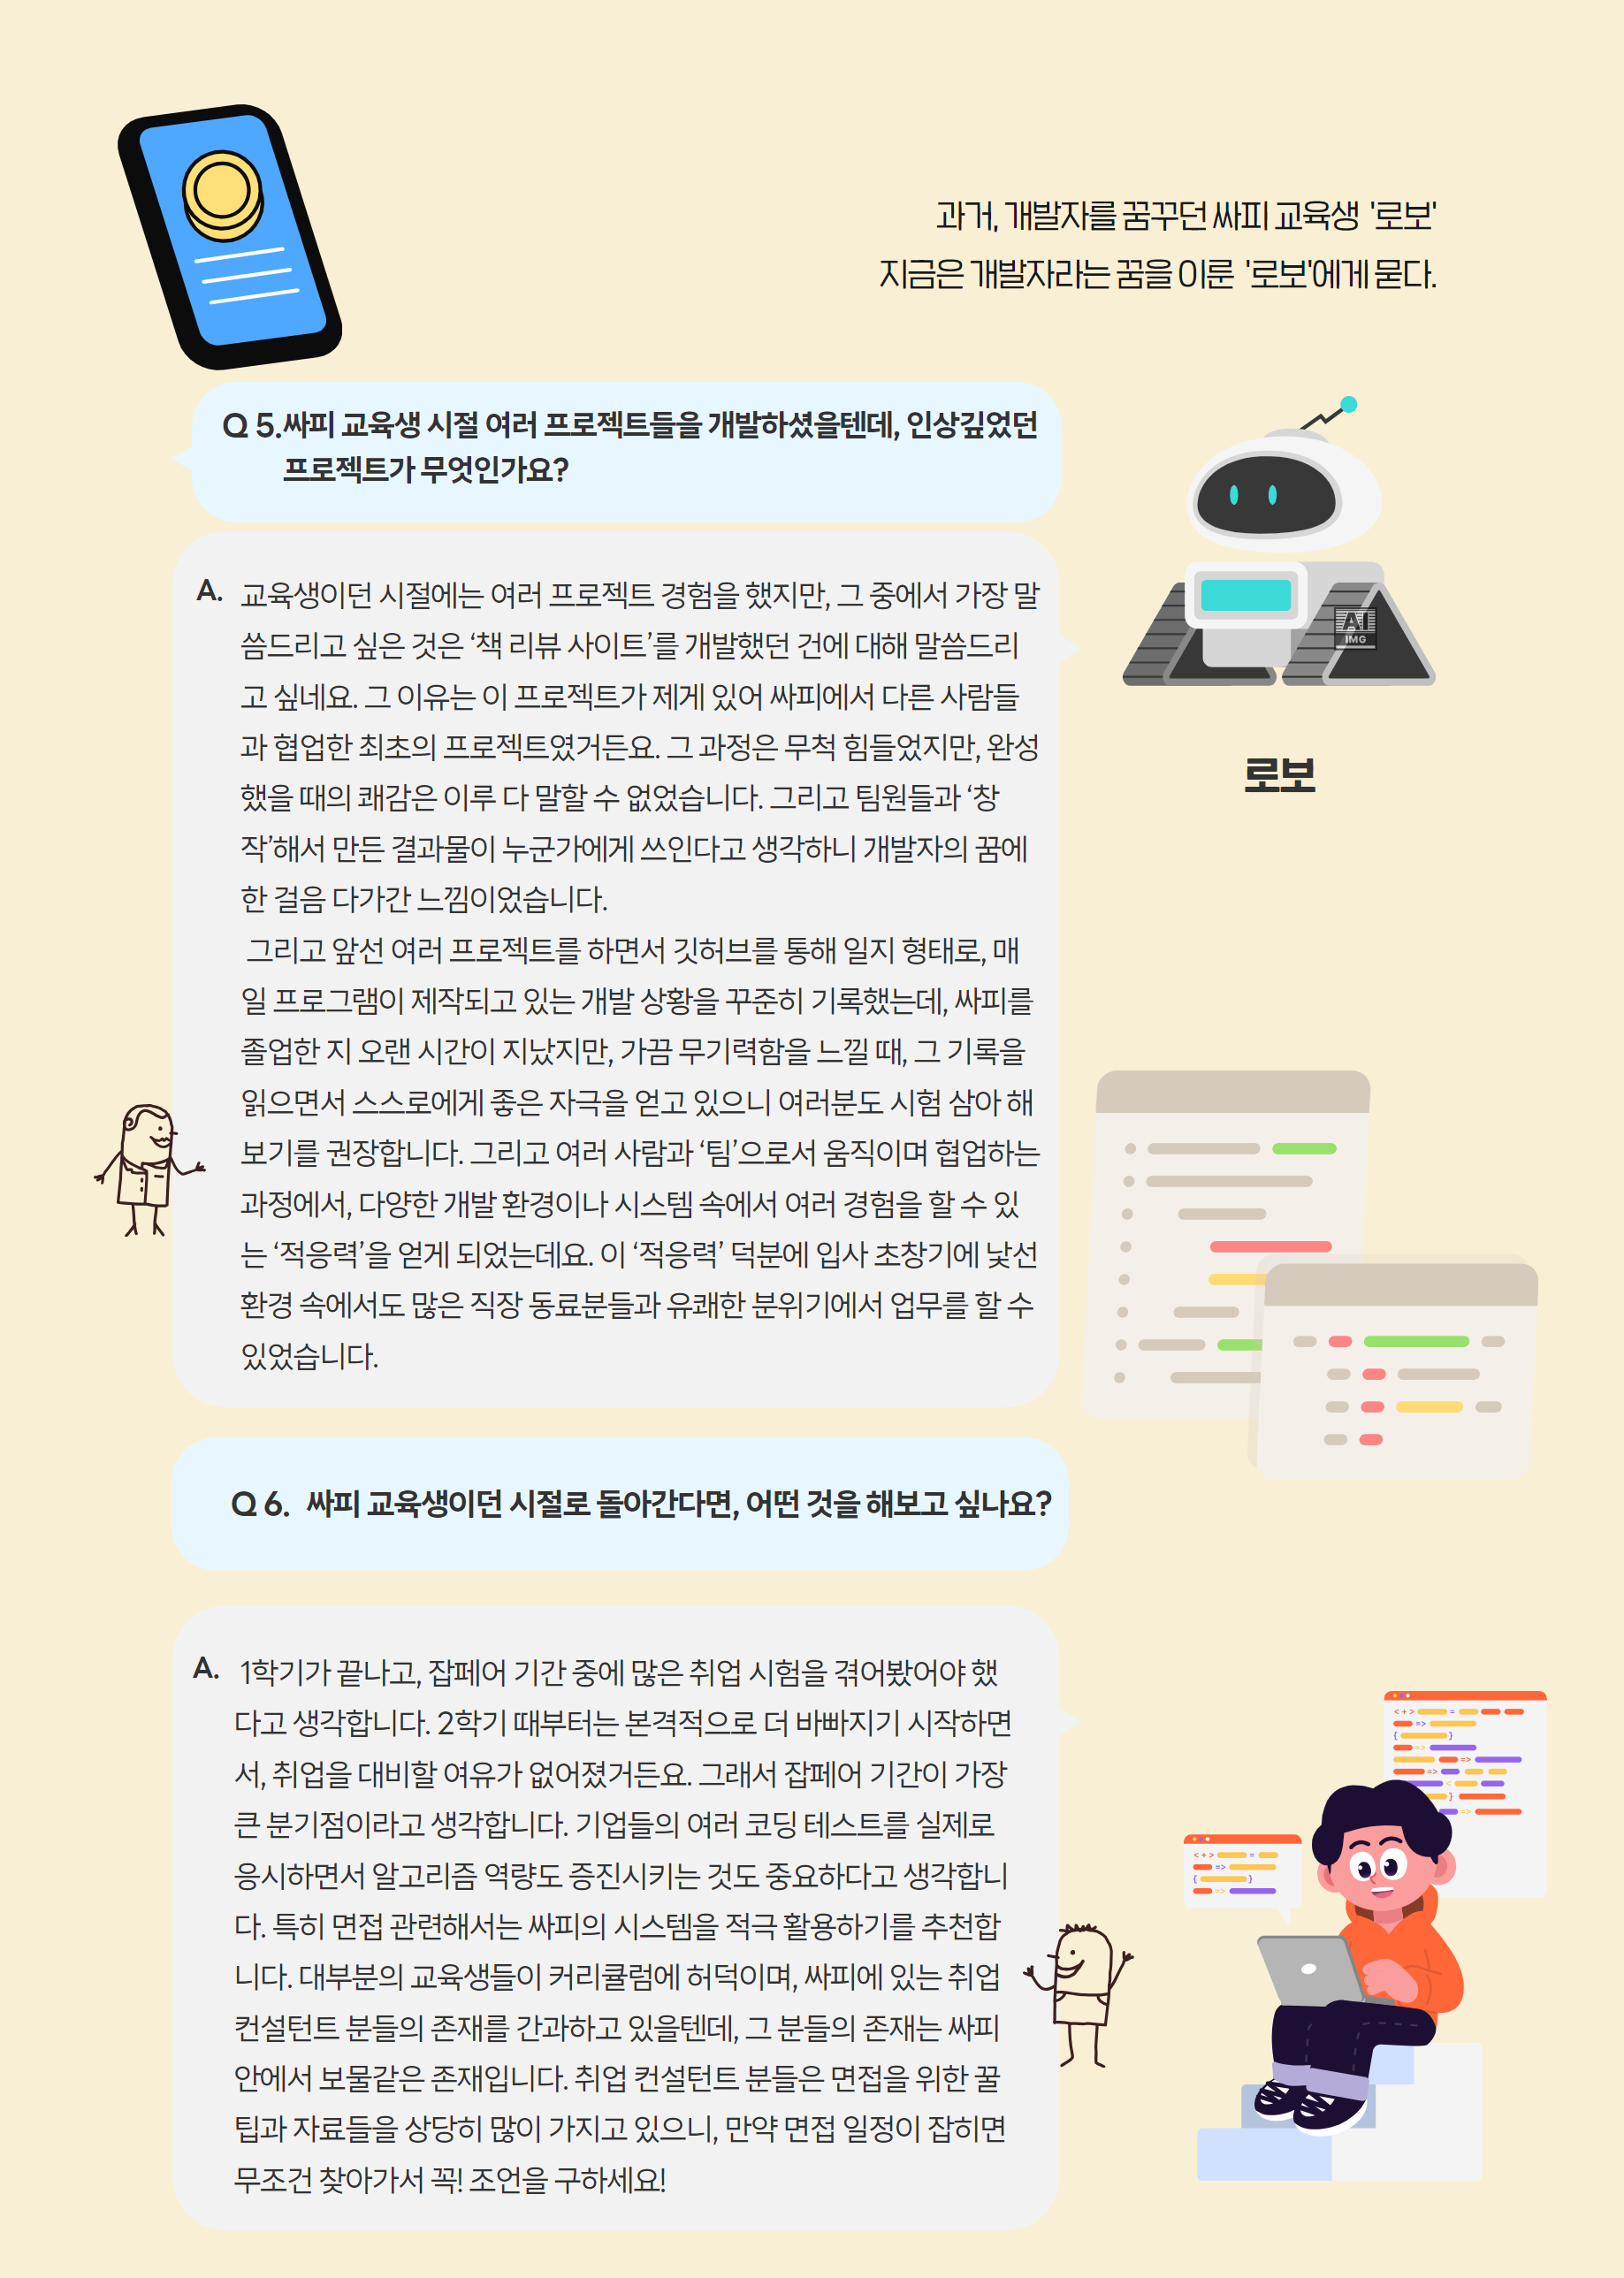 과거, 개발자를 꿈꾸던 싸피 교육생 '로보'
지금은 개발자라는 꿈을 이룬 '로보'에게 묻다.
Q 5.싸피 교육생 시절 여러 프로젝트들을 개발하셨을텐데, 인상깊었던
프로젝트가 무엇인가요?
A. 교육생이던 시절에는 여러 프로젝트 경험을 했지만, 그 중에서 가장 말
씀드리고 싶은 것은 ‘책 리뷰 사이트’를 개발했던 건에 대해 말씀드리
고 싶네요. 그 이유는 이 프로젝트가 제게 있어 싸피에서 다른 사람들
과 협업한 최초의 프로젝트였거든요. 그 과정은 무척 힘들었지만, 완성
했을 때의 쾌감은 이루 다 말할 수 없었습니다. 그리고 팀원들과 ‘창
작’해서 만든 결과물이 누군가에게 쓰인다고 생각하니 개발자의 꿈에
한 걸음 다가간 느낌이었습니다.
그리고 앞선 여러 프로젝트를 하면서 깃허브를 통해 일지 형태로, 매
일 프로그램이 제작되고 있는 개발 상황을 꾸준히 기록했는데, 싸피를
졸업한 지 오랜 시간이 지났지만, 가끔 무기력함을 느낄 때, 그 기록을
읽으면서 스스로에게 좋은 자극을 얻고 있으니 여러분도 시험 삼아 해
보기를 권장합니다. 그리고 여러 사람과 ‘팀’으로서 움직이며 협업하는
과정에서, 다양한 개발 환경이나 시스템 속에서 여러 경험을 할 수 있
는 ‘적응력’을 얻게 되었는데요. 이 ‘적응력’ 덕분에 입사 초창기에 낯선
환경 속에서도 많은 직장 동료분들과 유쾌한 분위기에서 업무를 할 수
있었습니다.
AI
IMG
로보
Q 6. 싸피 교육생이던 시절로 돌아간다면, 어떤 것을 해보고 싶나요?
A. 1학기가 끝나고, 잡페어 기간 중에 많은 취업 시험을 겪어봤어야 했
다고 생각합니다. 2학기 때부터는 본격적으로 더 바빠지기 시작하면
서, 취업을 대비할 여유가 없어졌거든요. 그래서 잡페어 기간이 가장
큰 분기점이라고 생각합니다. 기업들의 여러 코딩 테스트를 실제로
응시하면서 알고리즘 역량도 증진시키는 것도 중요하다고 생각합니
다. 특히 면접 관련해서는 싸피의 시스템을 적극 활용하기를 추천합
니다. 대부분의 교육생들이 커리큘럼에 허덕이며, 싸피에 있는 취업
컨설턴트 분들의 존재를 간과하고 있을텐데, 그 분들의 존재는 싸피
안에서 보물같은 존재입니다. 취업 컨설턴트 분들은 면접을 위한 꿀
팁과 자료들을 상당히 많이 가지고 있으니, 만약 면접 일정이 잡히면
무조건 찾아가서 꼭! 조언을 구하세요!